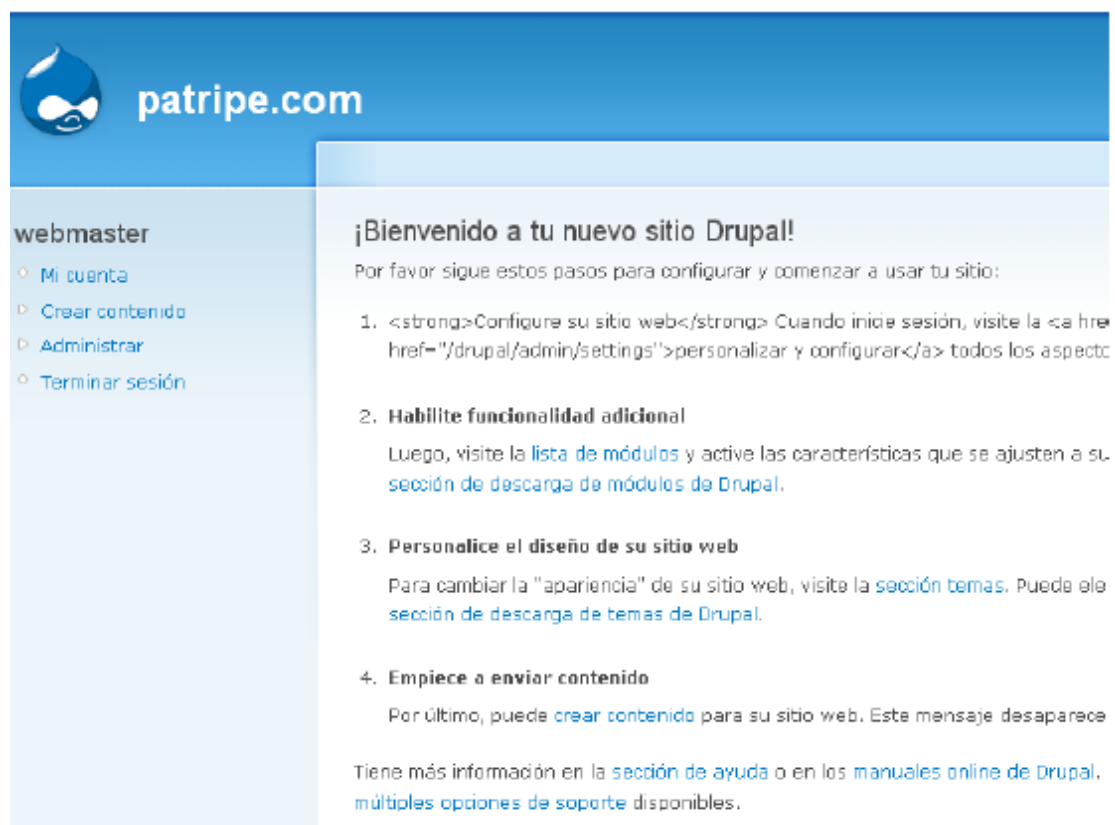 patripe.com
webmaster
Mi cuenta
Crear contenido
Administrar
Terminar sesión
¡Bienvenido a tu nuevo sitio Drupal!
Por favor sigue estos pasos para configurar y comenzar a usar tu sitio:
1. <strong>Configure su sitio web</strong> Cuando inicie sesión, visite la <a hre
href="/drupal/admin/settings">personalizar y configurar</a> todos los aspecto
2. Habilite funcionalidad adicional
Luego, visite la lista de módulos y active las características que se ajusten a su
sección de descarga de módulos de Drupal.
3. Personalice el diseño de su sitio web
Para cambiar la "apariencia" de su sitio web, visite la sección temas. Puede ele
sección de descarga de temas de Drupal.
4. Empiece a enviar contenido
Por último, puede crear contenido para su sitio web. Este mensaje desaparece
Tiene más información en la sección de ayuda o en los manuales online de Drupal.
múltiples opciones de soporte disponibles.